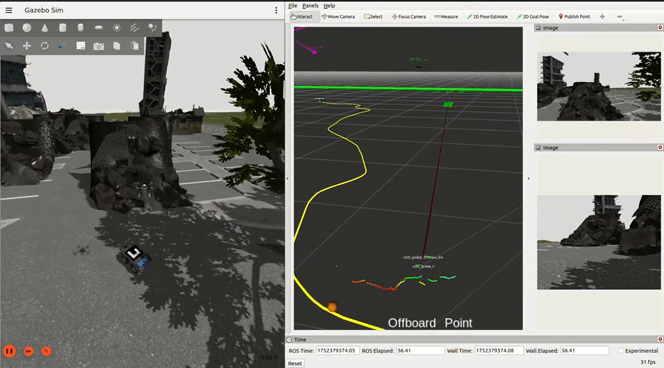 Gazebo Sim
File Panels Help
Interact Move Camera Select Focus Camera Measure 2D Pose Estimate 2D Goal Pose Publish Point
Image
Image
Offboard Point
Time
ROS Time: 1752379374.05 ROS Elapsed: 56.41 Wall Time: 1752379374.08 Wall Elapsed: 56.41 Experimental
Reset 31 fps